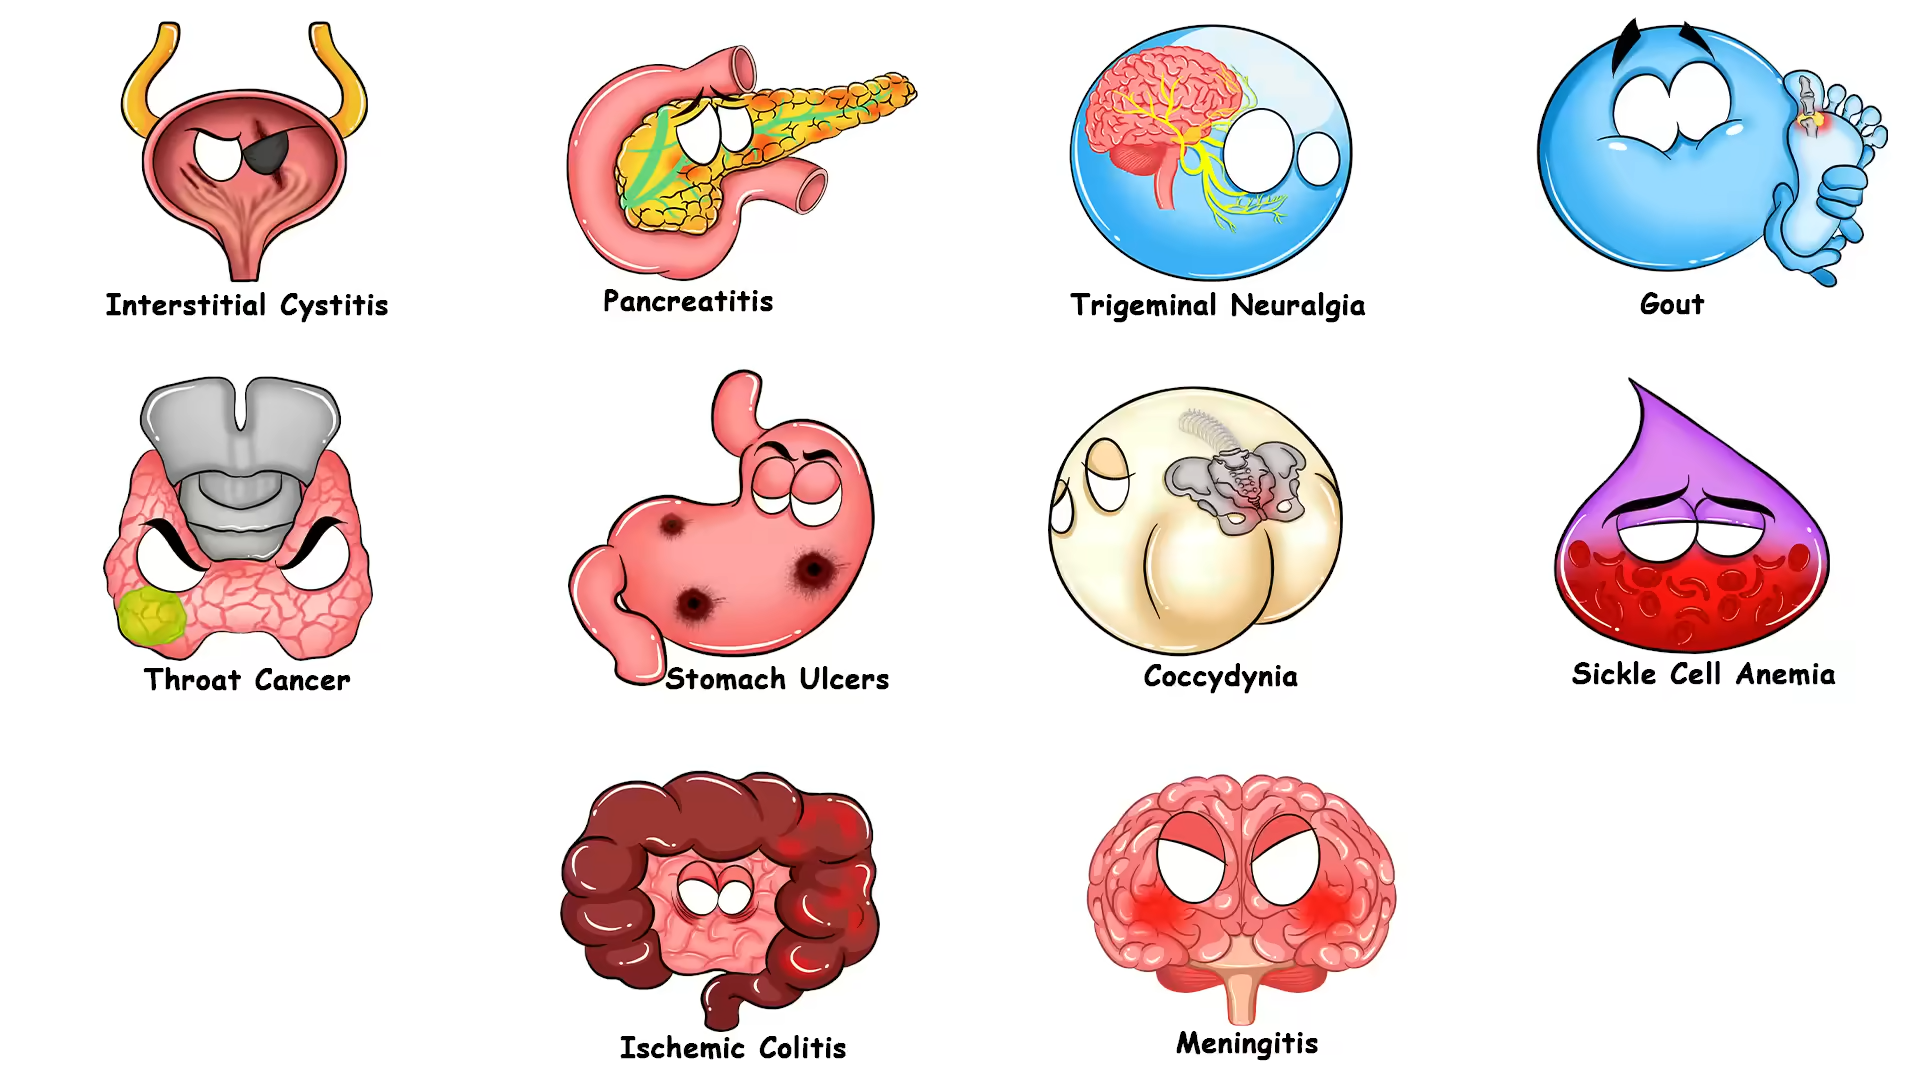 Interstitial Cystitis
Pancreatitis
Trigeminal Neuralgia
Gout
Throat Cancer
Stomach Ulcers
Coccydynia
Sickle Cell Anemia
Ischemic Colitis
Meningitis